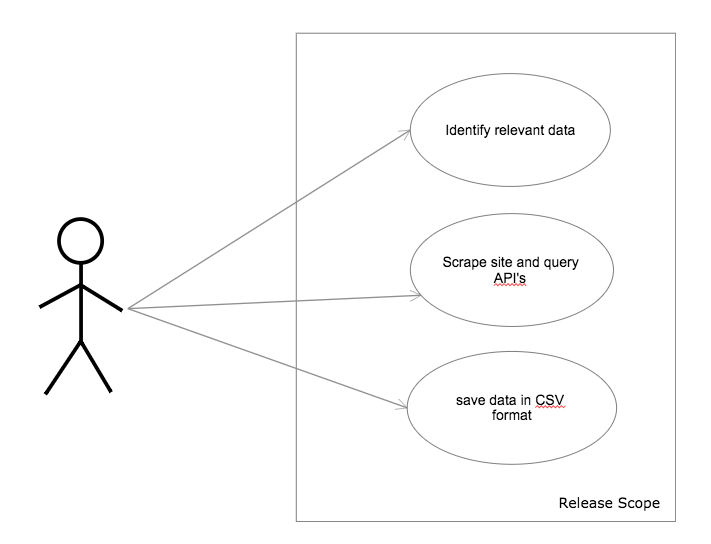 Identify relevant data
Scrape site and query
API's
save data in CSV
format
Release Scope